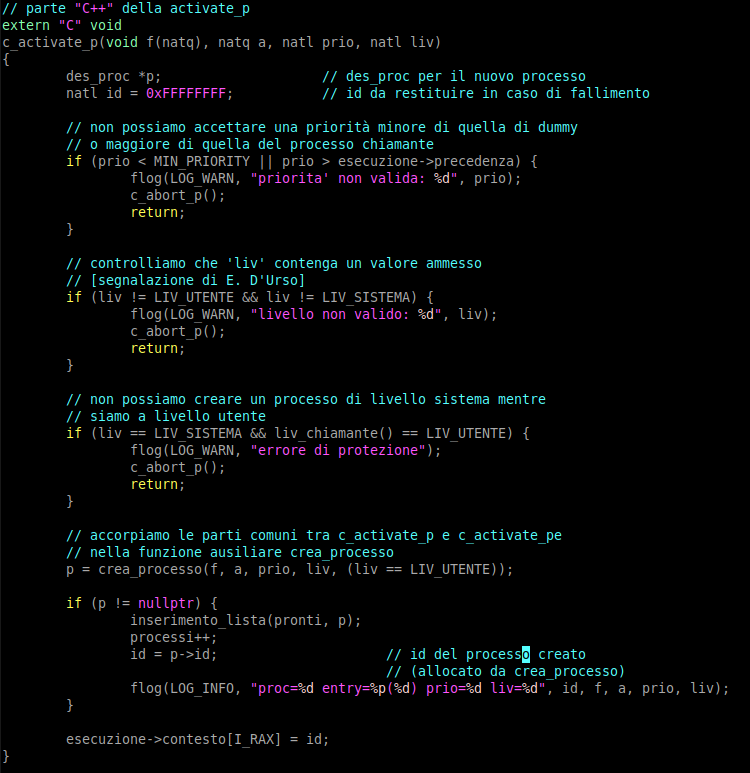 // parte "C++" della activate_p
extern "C" void
c_activate_p(void f(natq), natq a, natl prio, natl liv)
{
        des_proc *p;                    // des_proc per il nuovo processo
        natl id = 0xFFFFFFFF;           // id da restituire in caso di fallimento

        // non possiamo accettare una priorità minore di quella di dummy
        // o maggiore di quella del processo chiamante
        if (prio < MIN_PRIORITY || prio > esecuzione->precedenza) {
                flog(LOG_WARN, "priorita' non valida: %d", prio);
                c_abort_p();
                return;
        }

        // controlliamo che 'liv' contenga un valore ammesso
        // [segnalazione di E. D'Urso]
        if (liv != LIV_UTENTE && liv != LIV_SISTEMA) {
                flog(LOG_WARN, "livello non valido: %d", liv);
                c_abort_p();
                return;
        }

        // non possiamo creare un processo di livello sistema mentre
        // siamo a livello utente
        if (liv == LIV_SISTEMA && liv_chiamante() == LIV_UTENTE) {
                flog(LOG_WARN, "errore di protezione");
                c_abort_p();
                return;
        }

        // accorpiamo le parti comuni tra c_activate_p e c_activate_pe
        // nella funzione ausiliare crea_processo
        p = crea_processo(f, a, prio, liv, (liv == LIV_UTENTE));

        if (p != nullptr) {
                inserimento_lista(pronti, p);
                processi++;
                id = p->id;                     // id del processo creato
                                                // (allocato da crea_processo)
                flog(LOG_INFO, "proc=%d entry=%p(%d) prio=%d liv=%d", id, f, a, prio, liv);
        }

        esecuzione->contesto[I_RAX] = id;
}